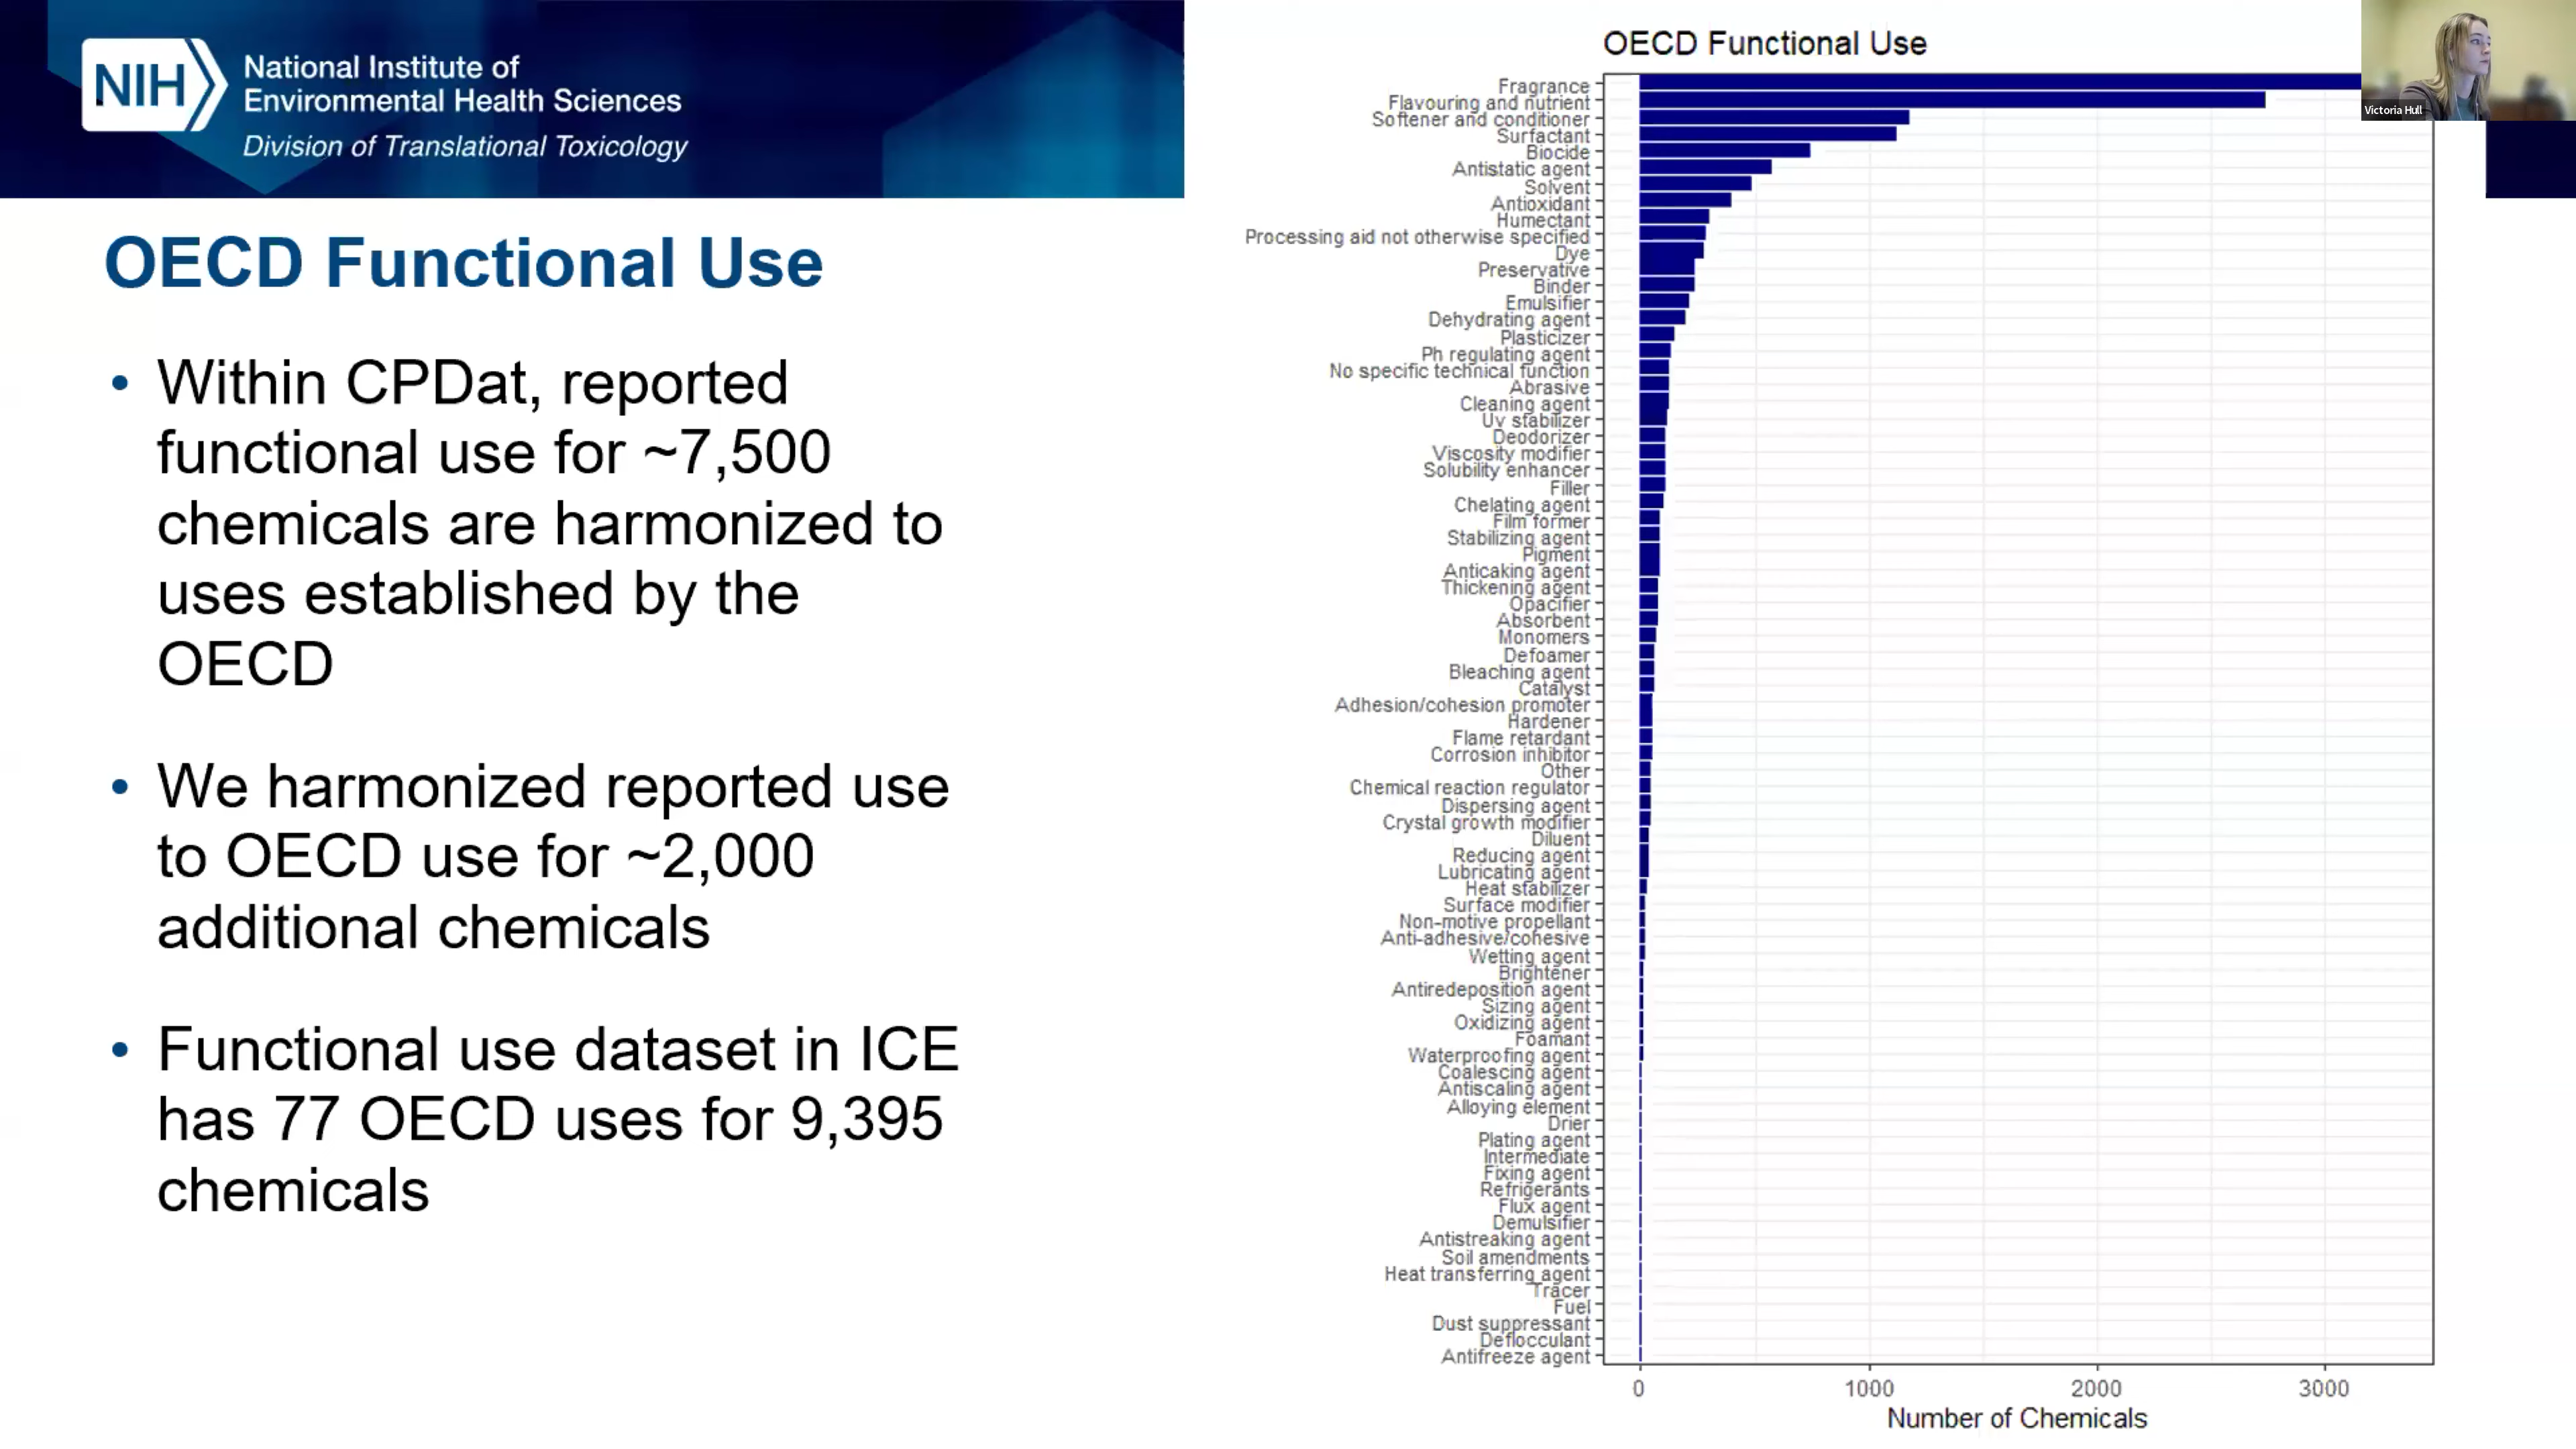 NIH
National Institute of
Environmental Health Sciences
Division of Translational Toxicology
OECD Functional Use
• Within CPDat, reported
functional use for ~7,500
chemicals are harmonized to
uses established by the
OECD
• We harmonized reported use
to OECD use for ~2,000
additional chemicals
• Functional use dataset in ICE
has 77 OECD uses for 9,395
chemicals
OECD Functional Use
Fragrance
Flavouring and nutrient
Softener and conditioner
Surfactant
Biocide
Antistatic agent
Solvent
Antioxidant
Humectant
Processing aid not otherwise specified
Dye
Preservative
Binder
Emulsifier
Dehydrating agent
Plasticizer
Ph regulating agent
No specific technical function
Abrasive
Cleaning agent
Uv stabilizer
Deodorizer
Viscosity modifier
Solubility enhancer
Filler
Chelating agent
Film former
Stabilizing agent
Pigment
Anticaking agent
Thickening agent
Opacifier
Absorbent
Monomers
Defoamer
Bleaching agent
Catalyst
Adhesion/cohesion promoter
Hardener
Flame retardant
Corrosion inhibitor
Other
Chemical reaction regulator
Dispersing agent
Crystal growth modifier
Diluent
Reducing agent
Lubricating agent
Heat stabilizer
Surface modifier
Non-motive propellant
Anti-adhesive/cohesive
Wetting agent
Brightener
Antiredeposition agent
Sizing agent
Oxidizing agent
Foamant
Waterproofing agent
Coalescing agent
Antiscaling agent
Alloying element
Drier
Plating agent
Intermediate
Fixing agent
Refrigerants
Flux agent
Demulsifier
Antistreaking agent
Soil amendments
Heat transferring agent
Tracer
Fuel
Dust suppressant
Deflocculant
Antifreeze agent
0 1000 2000 3000
Number of Chemicals
Victoria Hull